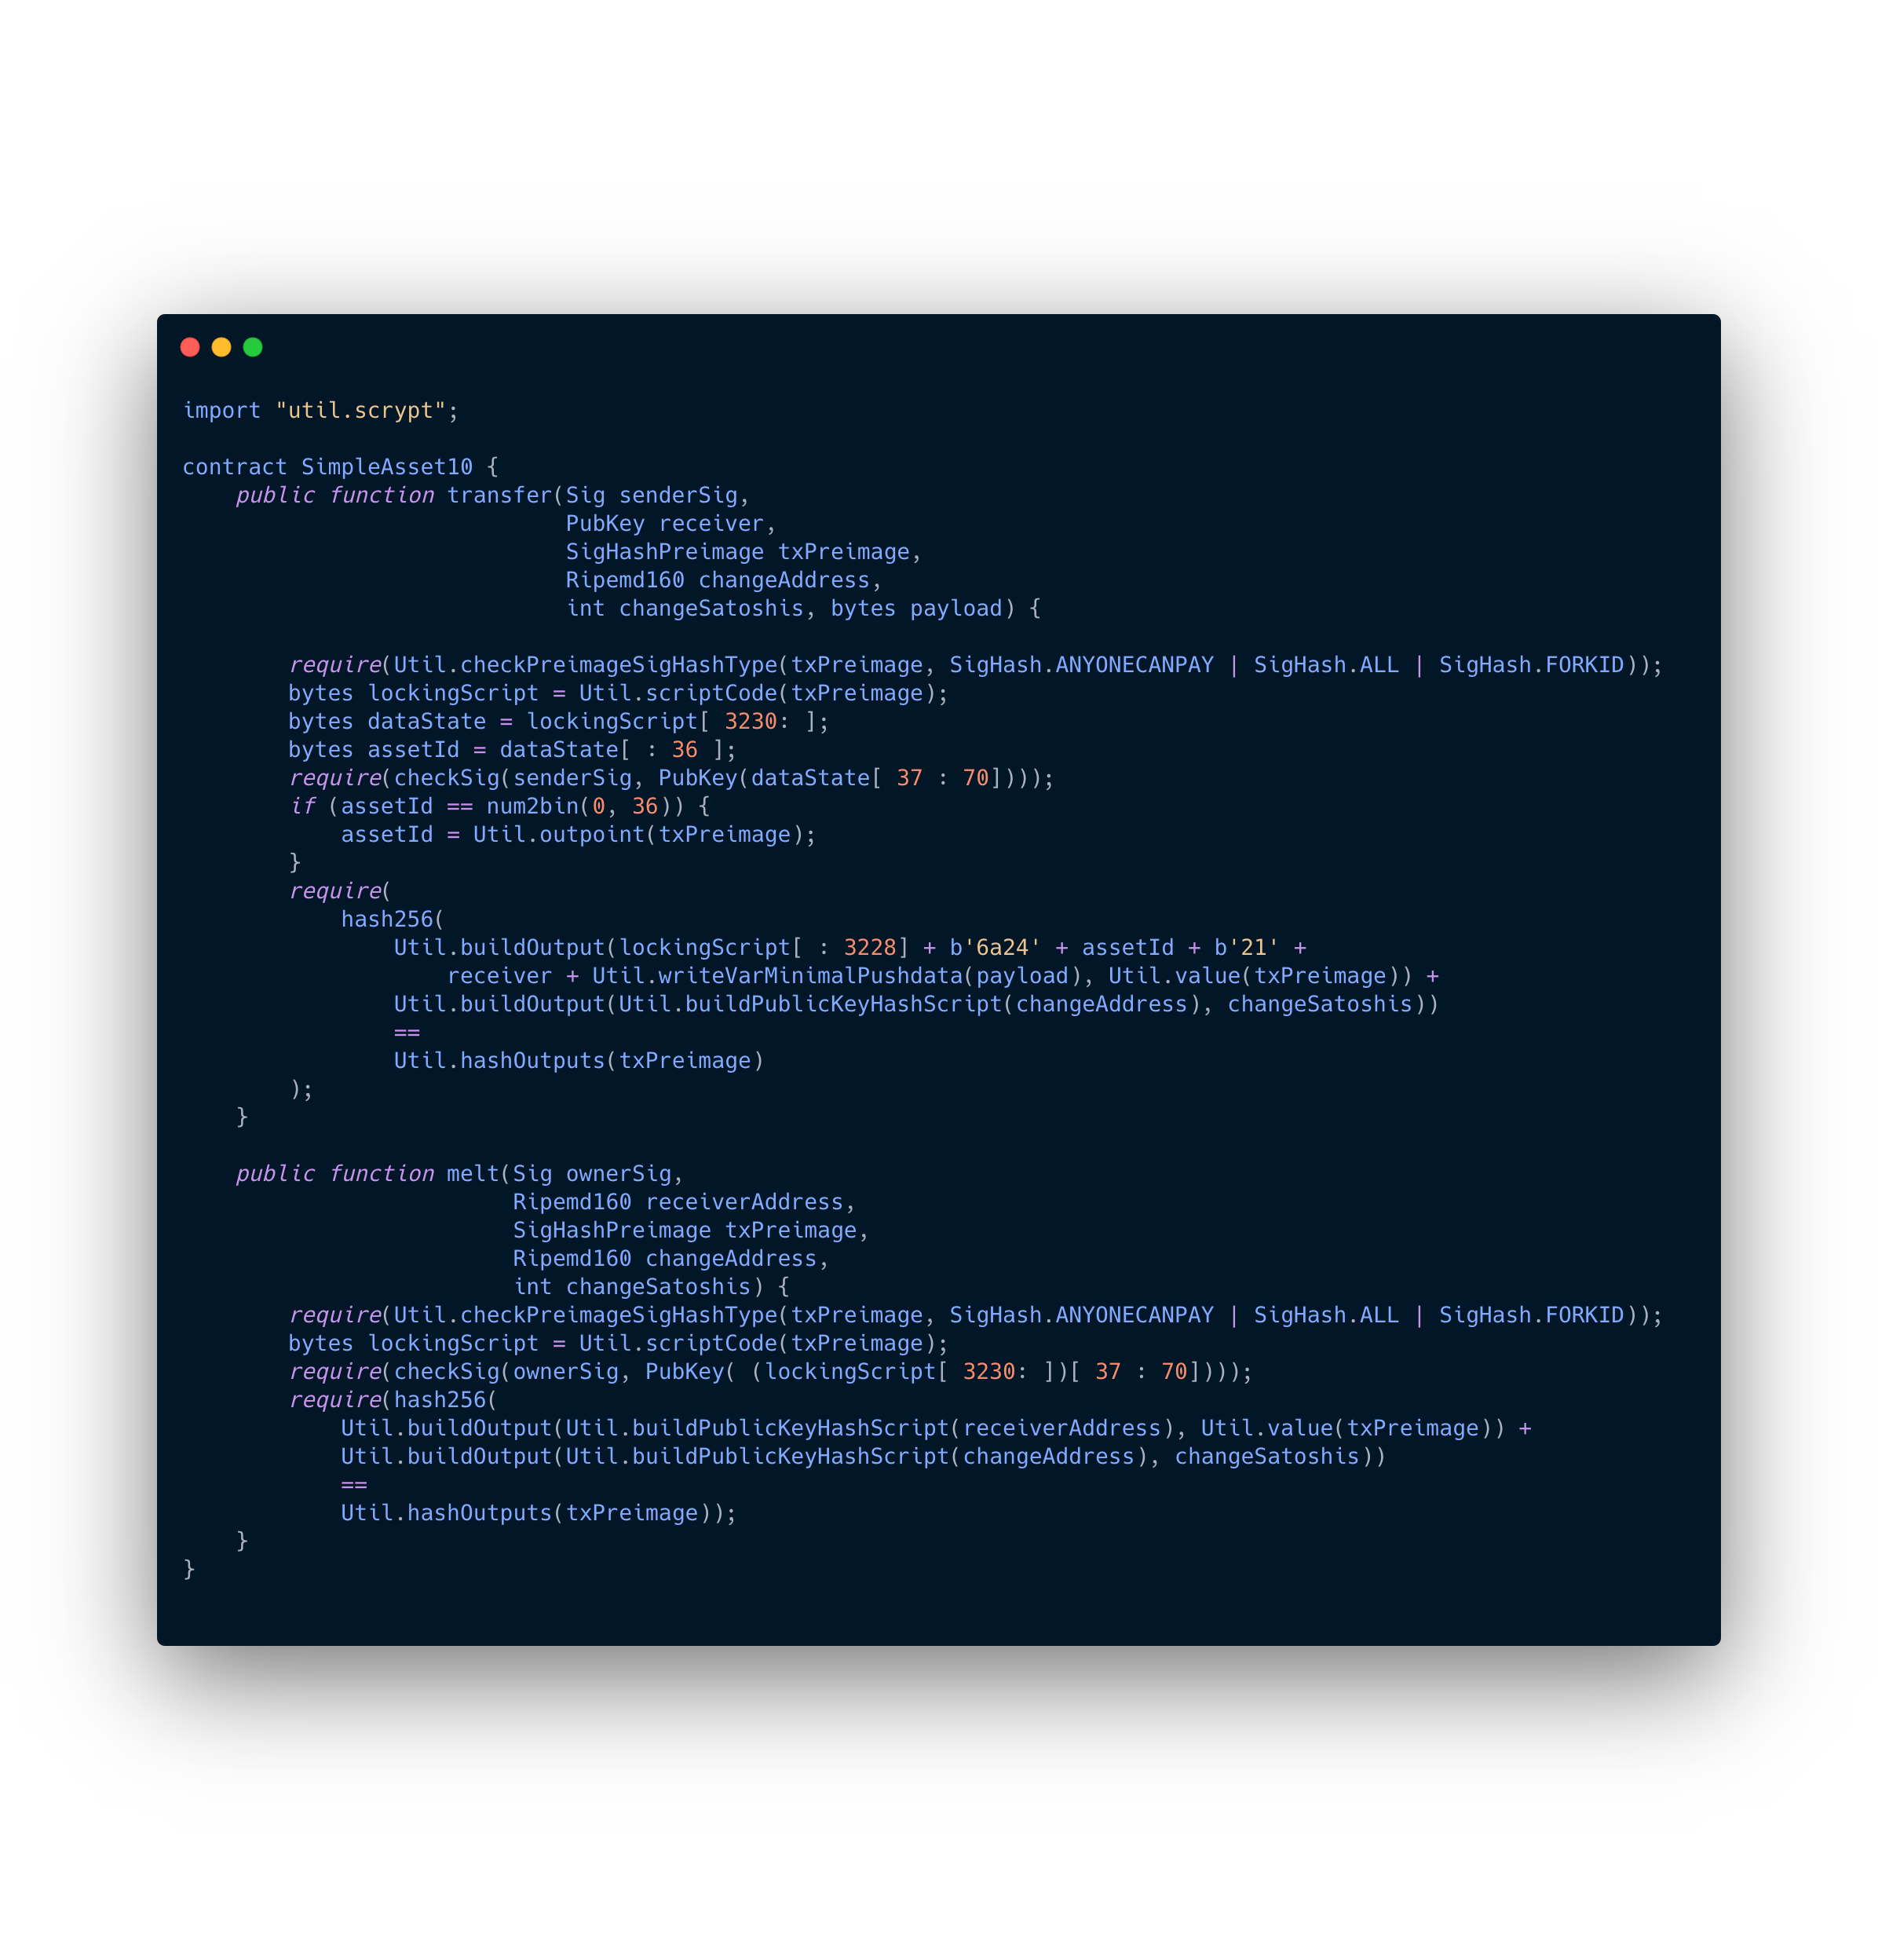 import "util.scrypt";

contract SimpleAsset10 {
    public function transfer(Sig senderSig,
                             PubKey receiver,
                             SigHashPreimage txPreimage,
                             Ripemd160 changeAddress,
                             int changeSatoshis, bytes payload) {

        require(Util.checkPreimageSigHashType(txPreimage, SigHash.ANYONECANPAY | SigHash.ALL | SigHash.FORKID));
        bytes lockingScript = Util.scriptCode(txPreimage);
        bytes dataState = lockingScript[ 3230: ];
        bytes assetId = dataState[ : 36 ];
        require(checkSig(senderSig, PubKey(dataState[ 37 : 70])));
        if (assetId == num2bin(0, 36)) {
            assetId = Util.outpoint(txPreimage);
        }
        require(
            hash256(
                Util.buildOutput(lockingScript[ : 3228] + b'6a24' + assetId + b'21' +
                    receiver + Util.writeVarMinimalPushdata(payload), Util.value(txPreimage)) +
                Util.buildOutput(Util.buildPublicKeyHashScript(changeAddress), changeSatoshis))
                ==
                Util.hashOutputs(txPreimage)
        );
    }

    public function melt(Sig ownerSig,
                         Ripemd160 receiverAddress,
                         SigHashPreimage txPreimage,
                         Ripemd160 changeAddress,
                         int changeSatoshis) {
        require(Util.checkPreimageSigHashType(txPreimage, SigHash.ANYONECANPAY | SigHash.ALL | SigHash.FORKID));
        bytes lockingScript = Util.scriptCode(txPreimage);
        require(checkSig(ownerSig, PubKey( (lockingScript[ 3230: ])[ 37 : 70])));
        require(hash256(
            Util.buildOutput(Util.buildPublicKeyHashScript(receiverAddress), Util.value(txPreimage)) +
            Util.buildOutput(Util.buildPublicKeyHashScript(changeAddress), changeSatoshis))
            ==
            Util.hashOutputs(txPreimage));
    }
}